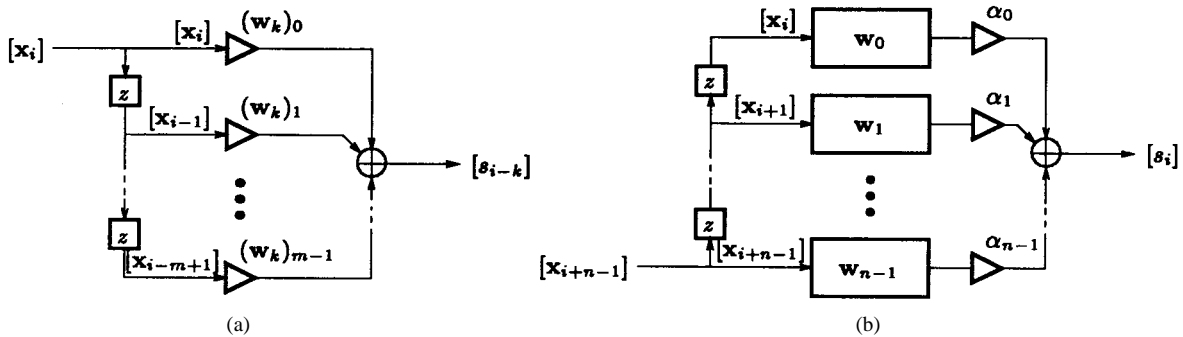 [x_i] [x_i] (w_k)_0
z
[x_{i-1}] (w_k)_1
[s_{i-k}]
z
[x_{i-m+1}] (w_k)_{m-1}
(a)
[x_i] w_0 α_0
z
[x_{i+1}] w_1 α_1
[s_i]
z
[x_{i+n-1}] [x_{i+n-1}] w_{n-1} α_{n-1}
(b)